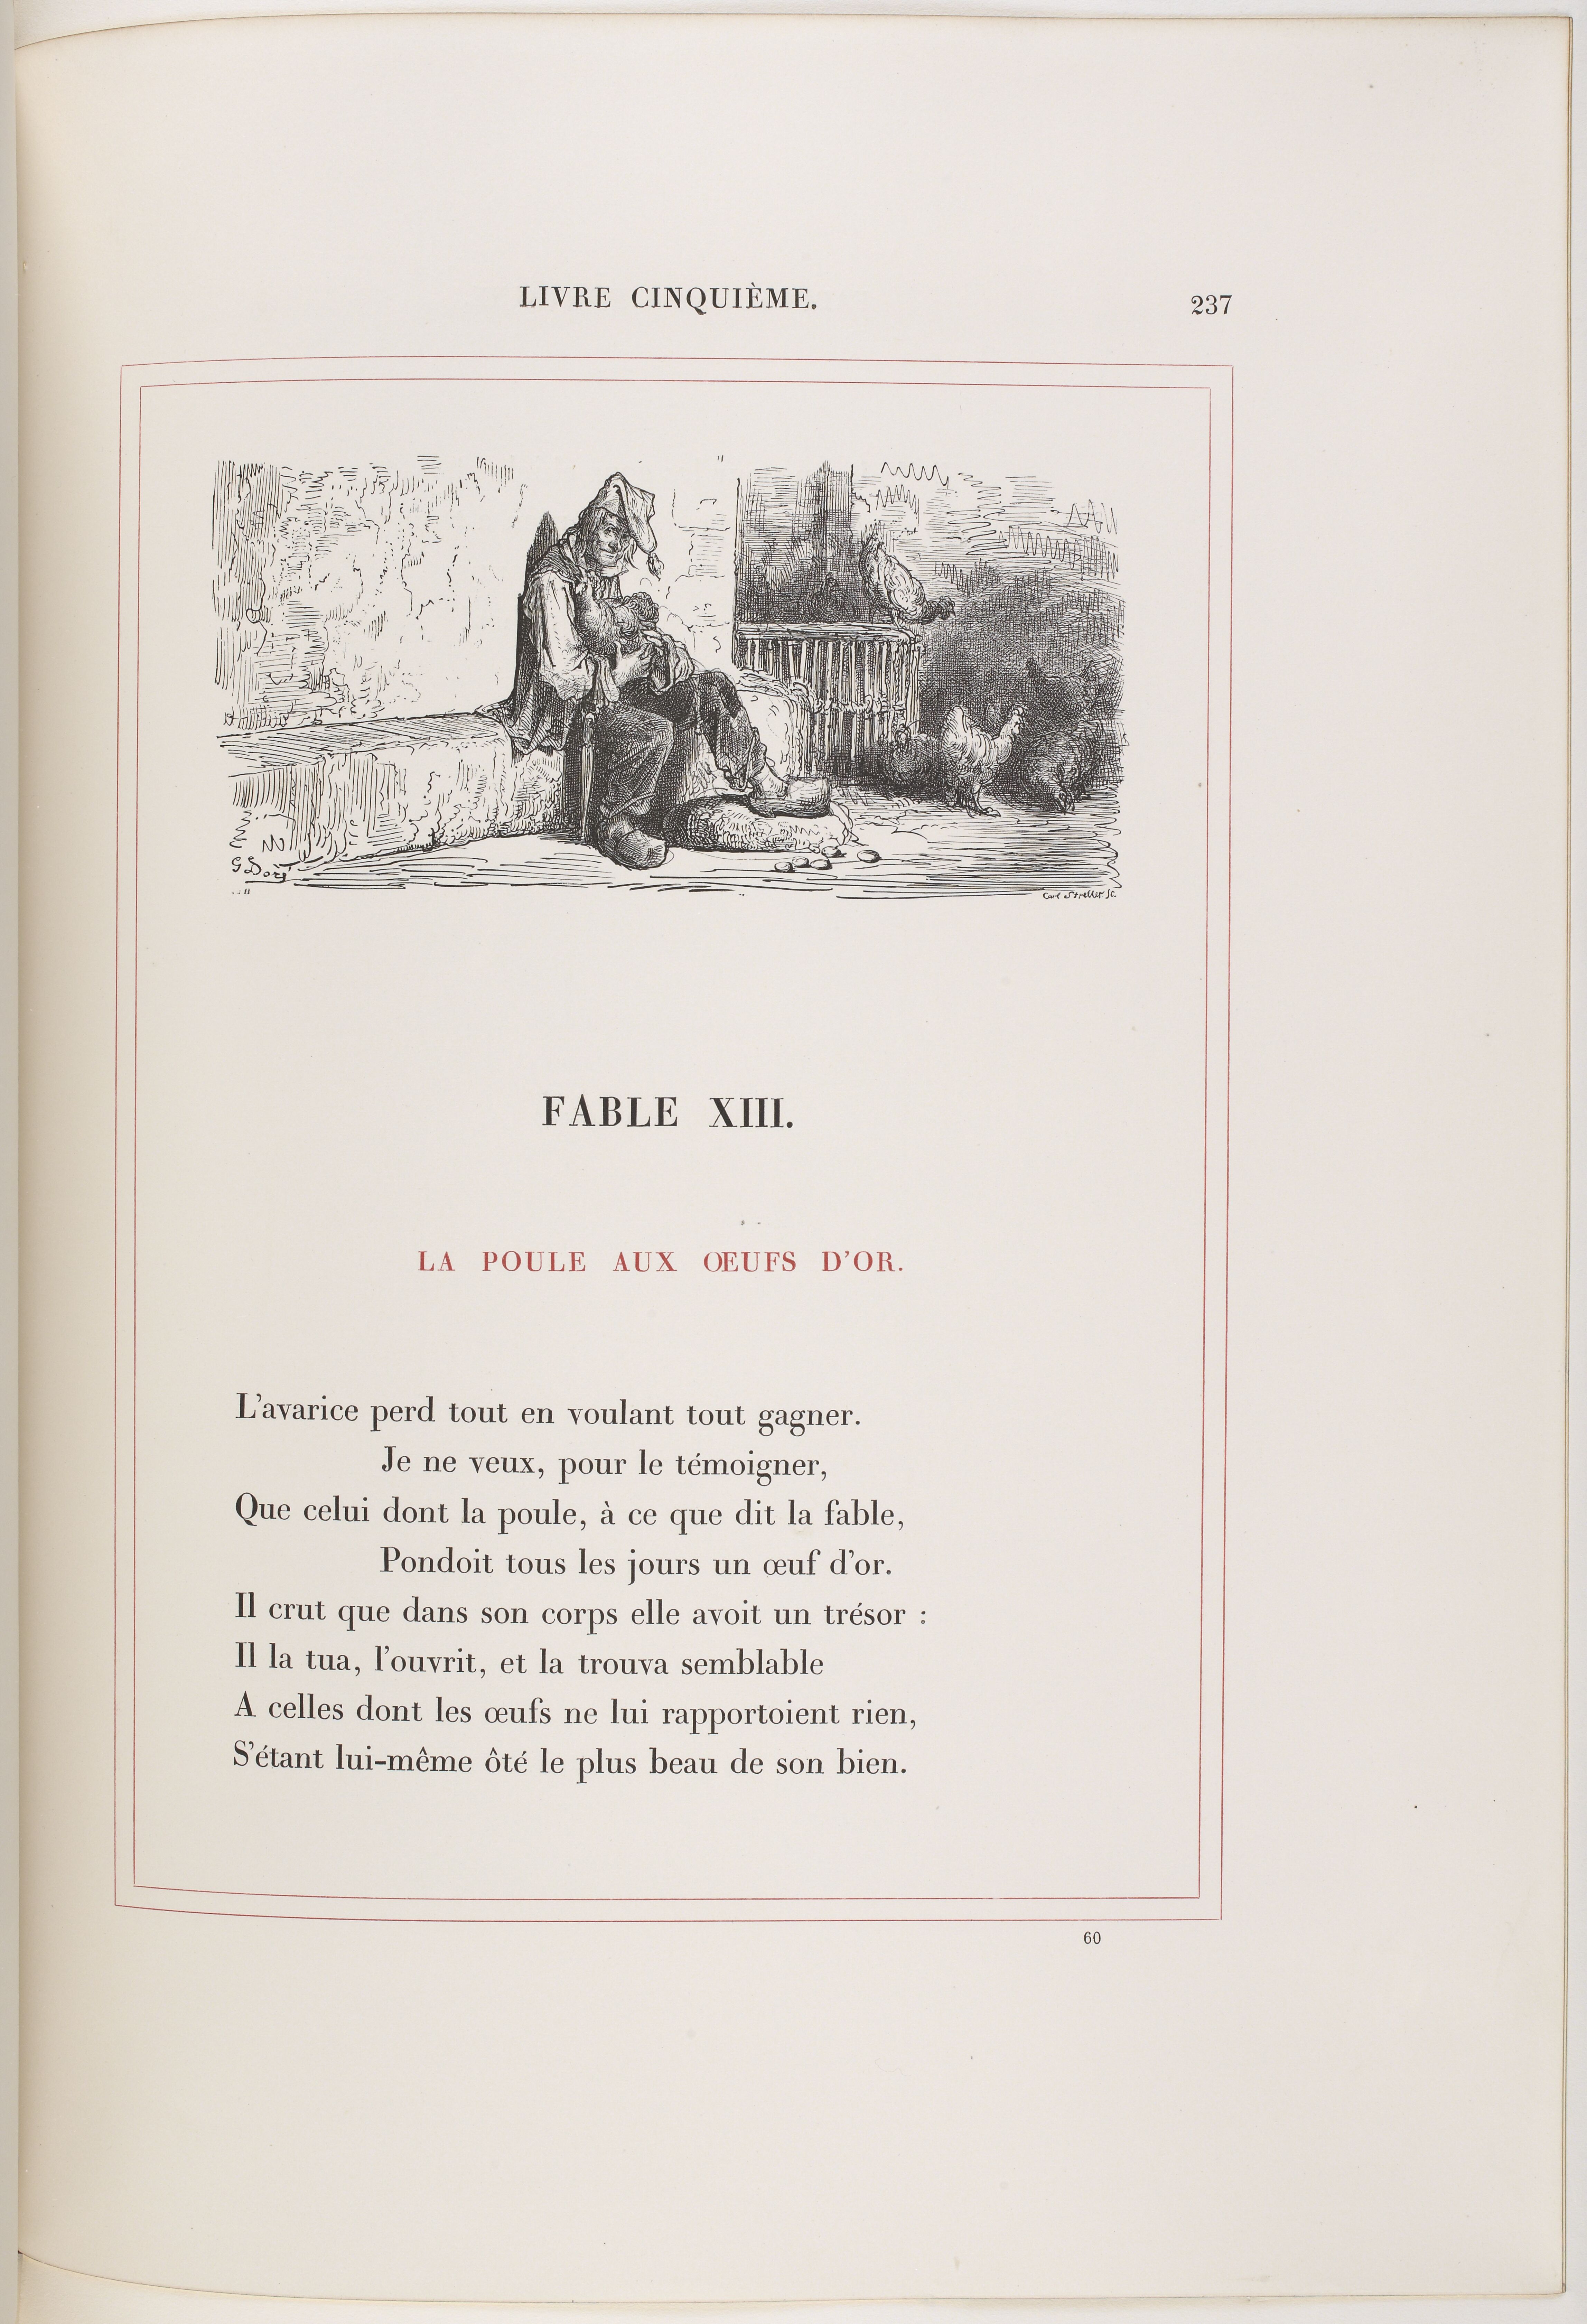 LIVRE CINQUIÈME.
237
G Doré
FABLE XIII.
LA POULE AUX ŒUFS D'OR.
L'avarice perd tout en voulant tout gagner.
Je ne veux, pour le témoigner,
Que celui dont la poule, à ce que dit la fable,
Pondoit tous les jours un œuf d'or.
Il crut que dans son corps elle avoit un trésor :
Il la tua, l'ouvrit, et la trouva semblable
A celles dont les œufs ne lui rapportoient rien,
S'étant lui-même ôté le plus beau de son bien.
60